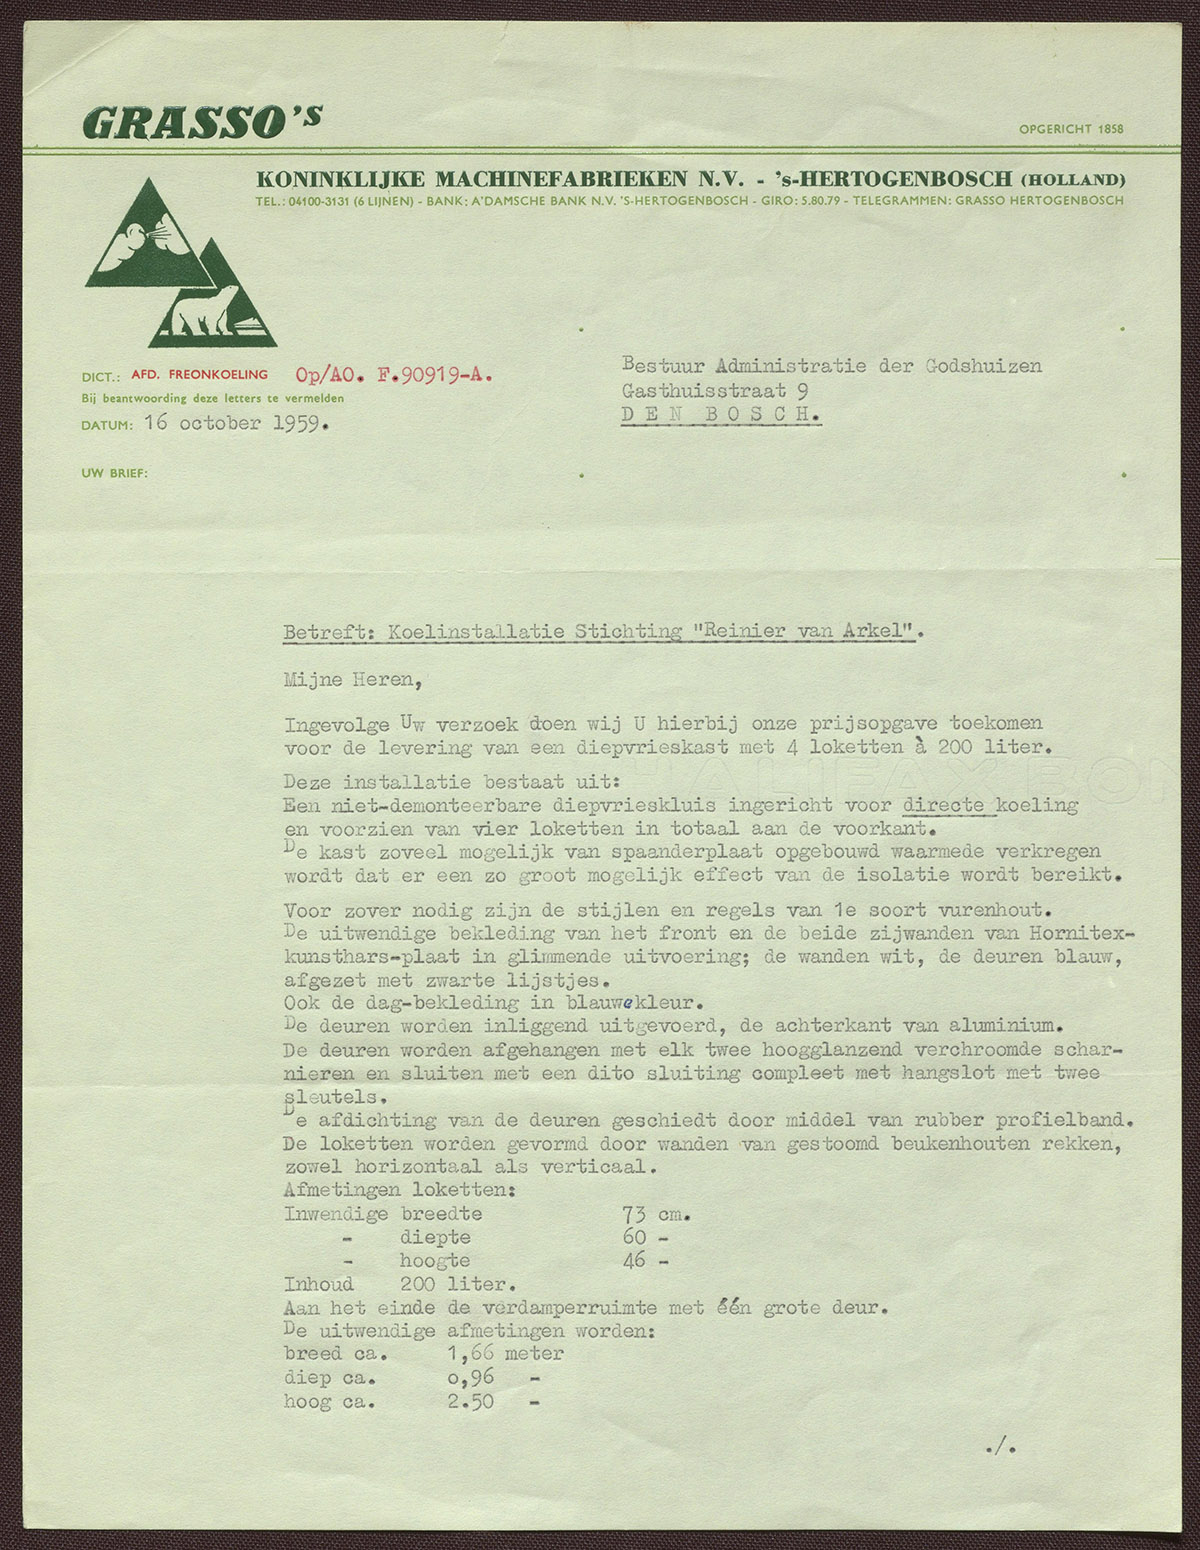 GRASSO's
OPGERICHT 1858
KONINKLIJKE MACHINEFABRIEKEN N.V. - 's-HERTOGENBOSCH (HOLLAND)
TEL.: 04100-3131 (6 LIJNEN) - BANK: A'DAMSCHE BANK N.V. 'S-HERTOGENBOSCH - GIRO: 5.80.79 - TELEGRAMMEN: GRASSO HERTOGENBOSCH
DICT.: AFD. FREONKOELING Op/AO. F.90919-A.
Bij beantwoording deze letters te vermelden
DATUM: 16 october 1959.
UW BRIEF:
Bestuur Administratie der Godshuizen
Gasthuisstraat 9
DEN BOSCH.
Betreft: Koelinstallatie Stichting "Reinier van Arkel".
Mijne Heren,
Ingevolge Uw verzoek doen wij U hierbij onze prijsopgave toekomen
voor de levering van een diepvrieskast met 4 loketten à 200 liter.
Deze installatie bestaat uit:
Een niet-demonteerbare diepvrieskluis ingericht voor directe koeling
en voorzien van vier loketten in totaal aan de voorkant.
De kast zoveel mogelijk van spaanderplaat opgebouwd waarmede verkregen
wordt dat er een zo groot mogelijk effect van de isolatie wordt bereikt.
Voor zover nodig zijn de stijlen en regels van 1e soort vurenhout.
De uitwendige bekleding van het front en de beide zijwanden van Hornitex-
kunsthars-plaat in glimmende uitvoering; de wanden wit, de deuren blauw,
afgezet met zwarte lijstjes.
Ook de dag-bekleding in blauwekleur.
De deuren worden inliggend uitgevoerd, de achterkant van aluminium.
De deuren worden afgehangen met elk twee hoogglanzend verchroomde schar-
nieren en sluiten met een dito sluiting compleet met hangslot met twee
sleutels.
De afdichting van de deuren geschiedt door middel van rubber profielband.
De loketten worden gevormd door wanden van gestoomd beukenhouten rekken,
zowel horizontaal als verticaal.
Afmetingen loketten:
Inwendige breedte 73 cm.
- diepte 60 -
- hoogte 46 -
Inhoud 200 liter.
Aan het einde de verdamperruimte met één grote deur.
De uitwendige afmetingen worden:
breed ca. 1,66 meter
diep ca. 0,96 -
hoog ca. 2.50 -
./.